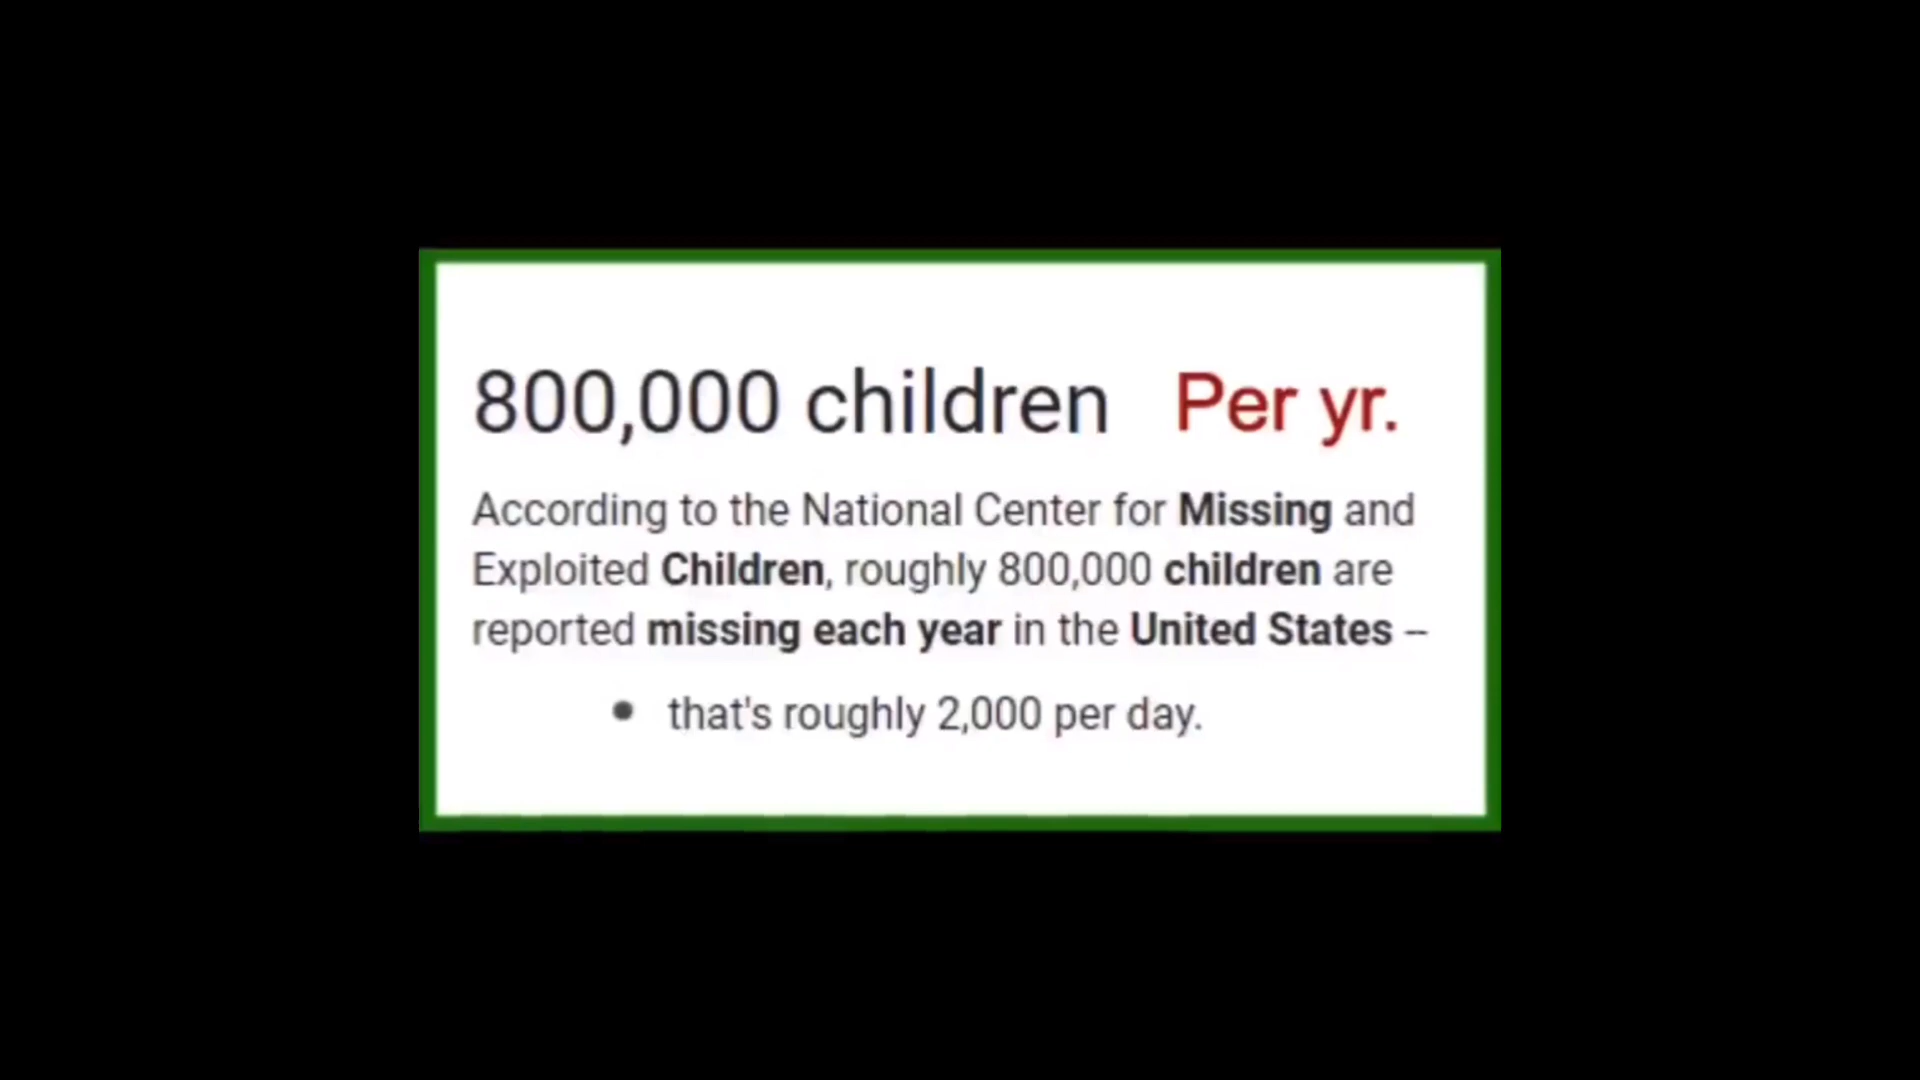 800,000 children Per yr.
According to the National Center for Missing and
Exploited Children, roughly 800,000 children are
reported missing each year in the United States –
• that's roughly 2,000 per day.